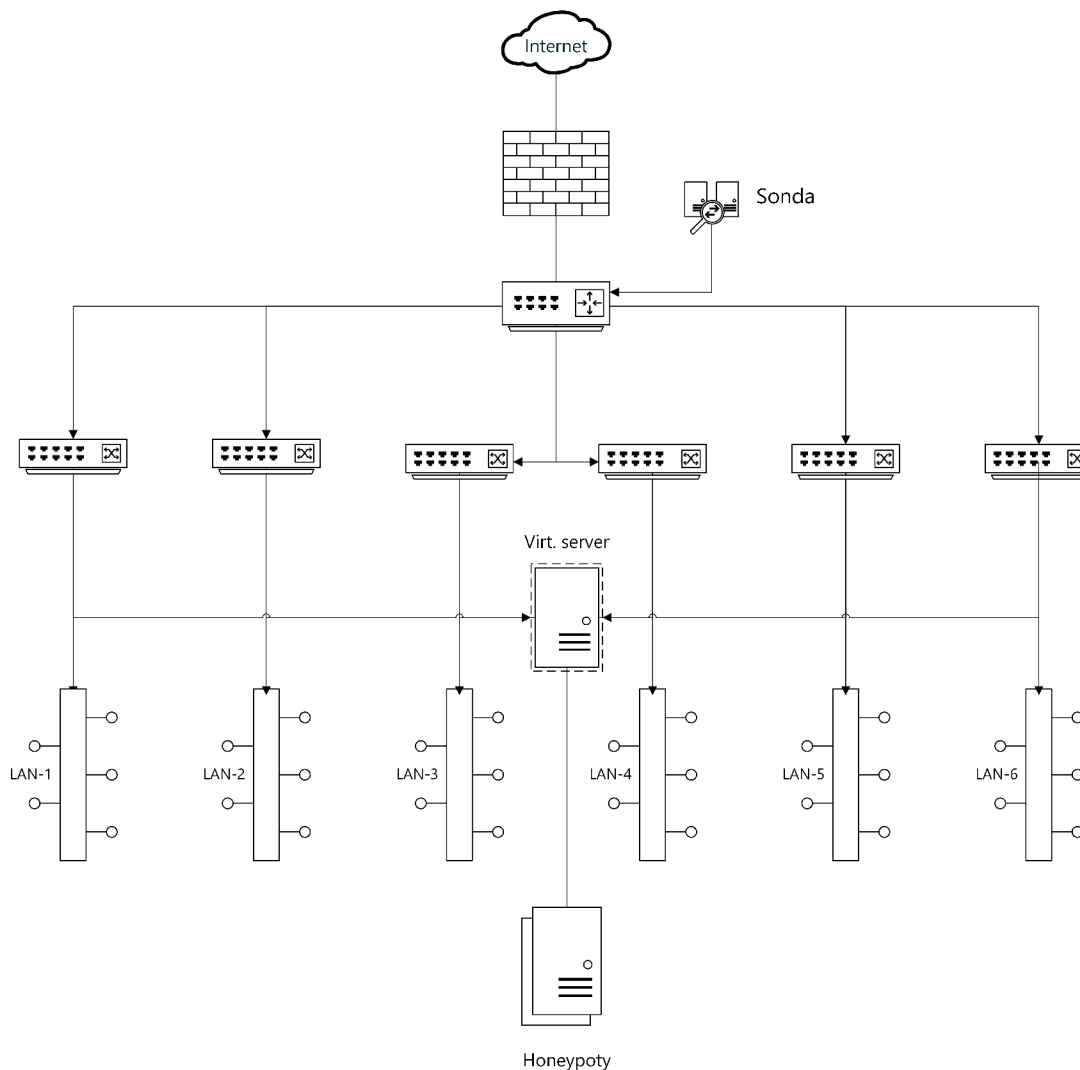 Internet
Sonda
Virt. server
LAN-1
LAN-2
LAN-3
LAN-4
LAN-5
LAN-6
Honeypoty